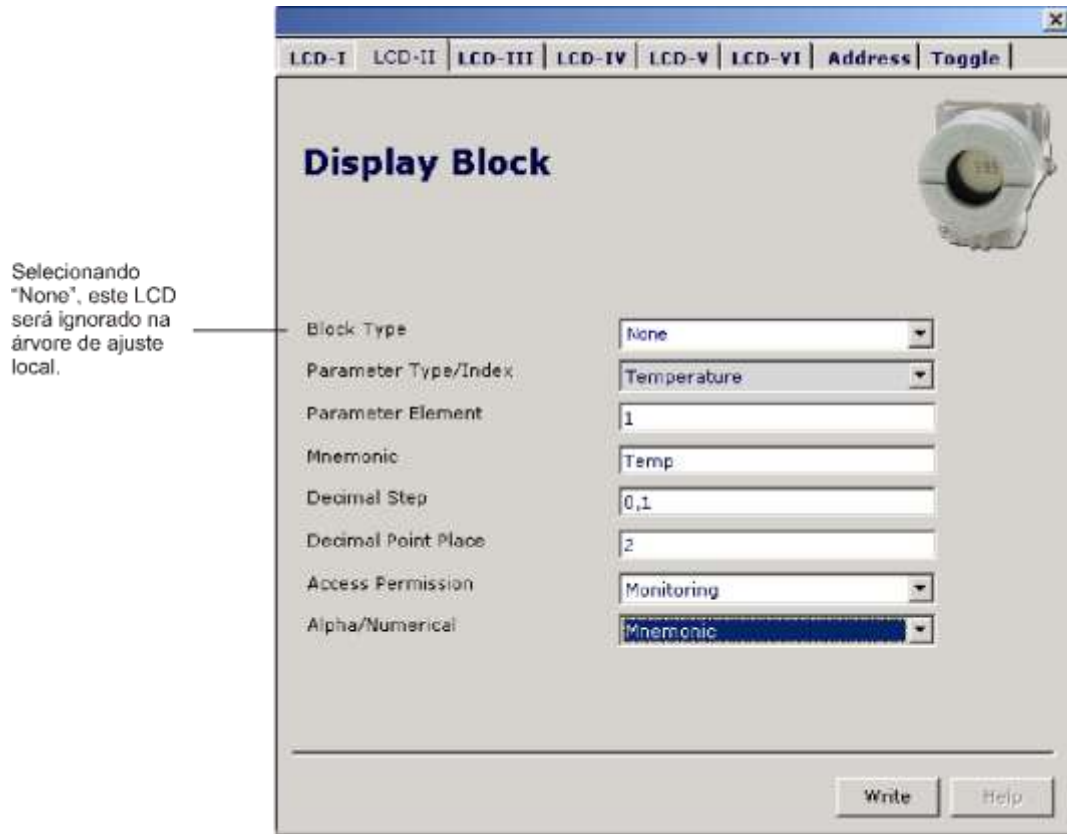 LCD-I LCD-II LCD-III LCD-IV LCD-V LCD-VI Address Toggle
Display Block
Selecionando
“None”, este LCD
será ignorado na
árvore de ajuste
local.
Block Type None
Parameter Type/Index Temperature
Parameter Element 1
Mnemonic Temp
Decimal Step 0,1
Decimal Point Place 2
Access Permission Monitoring
Alpha/Numerical Mnemonic
Write Help